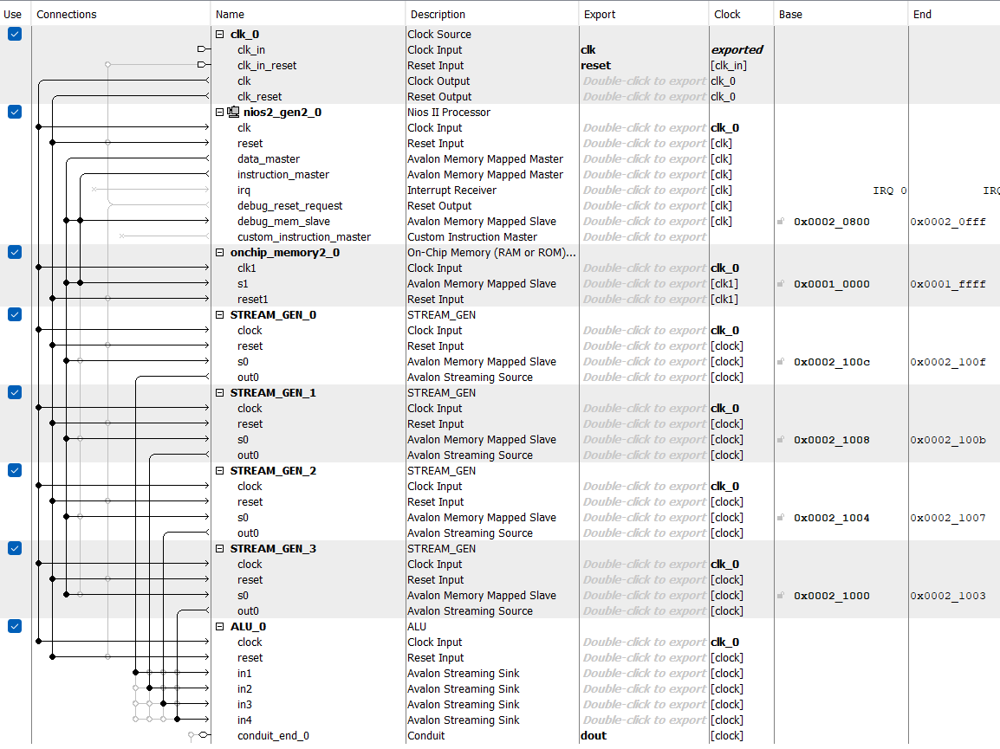 Use Connections Name Description Export Clock Base End
clk_0 Clock Source
clk_in Clock Input clk exported
clk_in_reset Reset Input reset [clk_in]
clk Clock Output Double-click to export clk_0
clk_reset Reset Output Double-click to export clk_0
nios2_gen2_0 Nios II Processor
clk Clock Input Double-click to export clk_0
reset Reset Input Double-click to export [clk]
data_master Avalon Memory Mapped Master Double-click to export [clk]
instruction_master Avalon Memory Mapped Master Double-click to export [clk]
irq Interrupt Receiver Double-click to export [clk] IRQ 0 IRQ
debug_reset_request Reset Output Double-click to export [clk]
debug_mem_slave Avalon Memory Mapped Slave Double-click to export [clk] 0x0002_0800 0x0002_0fff
custom_instruction_master Custom Instruction Master Double-click to export
onchip_memory2_0 On-Chip Memory (RAM or ROM)...
clk1 Clock Input Double-click to export clk_0
s1 Avalon Memory Mapped Slave Double-click to export [clk1] 0x0001_0000 0x0001_ffff
reset1 Reset Input Double-click to export [clk1]
STREAM_GEN_0 STREAM_GEN
clock Clock Input Double-click to export clk_0
reset Reset Input Double-click to export [clock]
s0 Avalon Memory Mapped Slave Double-click to export [clock] 0x0002_100c 0x0002_100f
out0 Avalon Streaming Source Double-click to export [clock]
STREAM_GEN_1 STREAM_GEN
clock Clock Input Double-click to export clk_0
reset Reset Input Double-click to export [clock]
s0 Avalon Memory Mapped Slave Double-click to export [clock] 0x0002_1008 0x0002_100b
out0 Avalon Streaming Source Double-click to export [clock]
STREAM_GEN_2 STREAM_GEN
clock Clock Input Double-click to export clk_0
reset Reset Input Double-click to export [clock]
s0 Avalon Memory Mapped Slave Double-click to export [clock] 0x0002_1004 0x0002_1007
out0 Avalon Streaming Source Double-click to export [clock]
STREAM_GEN_3 STREAM_GEN
clock Clock Input Double-click to export clk_0
reset Reset Input Double-click to export [clock]
s0 Avalon Memory Mapped Slave Double-click to export [clock] 0x0002_1000 0x0002_1003
out0 Avalon Streaming Source Double-click to export [clock]
ALU_0 ALU
clock Clock Input Double-click to export clk_0
reset Reset Input Double-click to export [clock]
in1 Avalon Streaming Sink Double-click to export [clock]
in2 Avalon Streaming Sink Double-click to export [clock]
in3 Avalon Streaming Sink Double-click to export [clock]
in4 Avalon Streaming Sink Double-click to export [clock]
conduit_end_0 Conduit dout [clock]